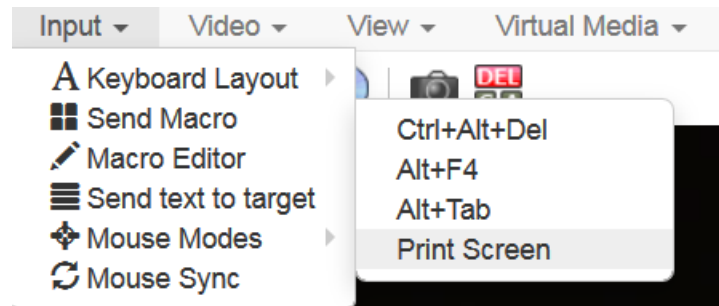 Input Video View Virtual Media
A Keyboard Layout
Send Macro
Macro Editor
Send text to target
Mouse Modes
Mouse Sync
DEL
Ctrl+Alt+Del
Alt+F4
Alt+Tab
Print Screen